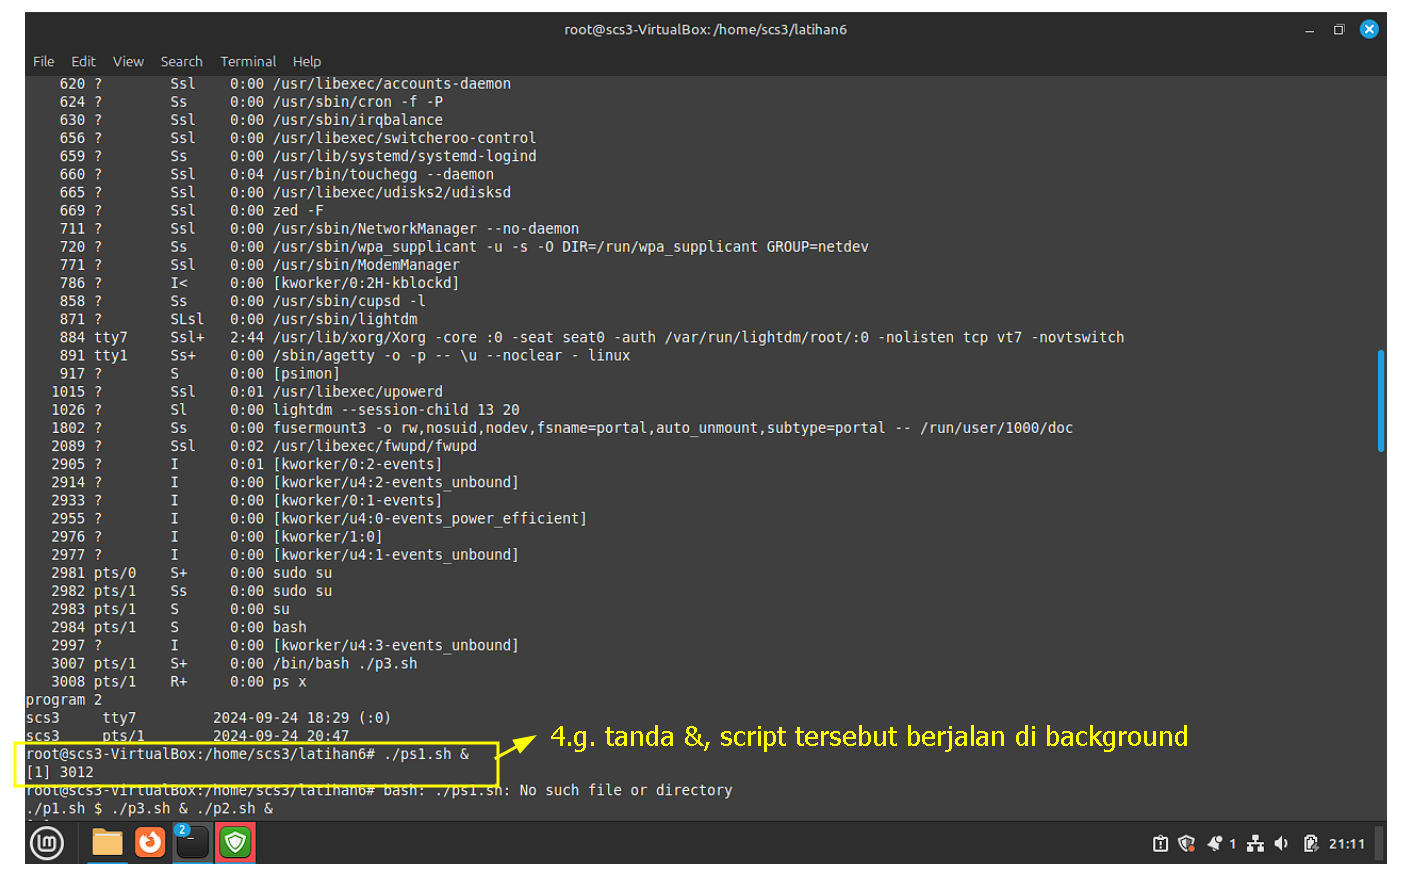 root@scs3-VirtualBox: /home/scs3/latihan6
File Edit View Search Terminal Help
620 ? Ssl 0:00 /usr/libexec/accounts-daemon
624 ? Ss 0:00 /usr/sbin/cron -f -P
630 ? Ssl 0:00 /usr/sbin/irqbalance
656 ? Ssl 0:00 /usr/libexec/switcheroo-control
659 ? Ss 0:00 /usr/lib/systemd/systemd-logind
660 ? Ssl 0:04 /usr/bin/touchegg --daemon
665 ? Ssl 0:00 /usr/libexec/udisks2/udisksd
669 ? Ssl 0:00 zed -F
711 ? Ssl 0:00 /usr/sbin/NetworkManager --no-daemon
720 ? Ss 0:00 /usr/sbin/wpa_supplicant -u -s -O DIR=/run/wpa_supplicant GROUP=netdev
771 ? Ssl 0:00 /usr/sbin/ModemManager
786 ? I< 0:00 [kworker/0:2H-kblockd]
858 ? Ss 0:00 /usr/sbin/cupsd -l
871 ? SLsl 0:00 /usr/sbin/lightdm
884 tty7 Ssl+ 2:44 /usr/lib/xorg/Xorg -core :0 -seat seat0 -auth /var/run/lightdm/root/:0 -nolisten tcp vt7 -novtswitch
891 tty1 Ss+ 0:00 /sbin/agetty -o -p -- \u --noclear - linux
917 ? S 0:00 [psimon]
1015 ? Ssl 0:01 /usr/libexec/upowerd
1026 ? Sl 0:00 lightdm --session-child 13 20
1802 ? Ss 0:00 fusermount3 -o rw,nosuid,nodev,fsname=portal,auto_unmount,subtype=portal -- /run/user/1000/doc
2089 ? Ssl 0:02 /usr/libexec/fwupd/fwupd
2905 ? I 0:01 [kworker/0:2-events]
2914 ? I 0:00 [kworker/u4:2-events_unbound]
2933 ? I 0:00 [kworker/0:1-events]
2955 ? I 0:00 [kworker/u4:0-events_power_efficient]
2976 ? I 0:00 [kworker/1:0]
2977 ? I 0:00 [kworker/u4:1-events_unbound]
2981 pts/0 S+ 0:00 sudo su
2982 pts/1 Ss 0:00 sudo su
2983 pts/1 S 0:00 su
2984 pts/1 S 0:00 bash
2997 ? I 0:00 [kworker/u4:3-events_unbound]
3007 pts/1 S+ 0:00 /bin/bash ./p3.sh
3008 pts/1 R+ 0:00 ps x
program 2
scs3 tty7 2024-09-24 18:29 (:0)
scs3 pts/1 2024-09-24 20:47
4.g. tanda &, script tersebut berjalan di background
root@scs3-VirtualBox:/home/scs3/latihan6# ./ps1.sh &
[1] 3012
root@scs3-VirtualBox:/home/scs3/latihan6# bash: ./ps1.sh: No such file or directory
./p1.sh $ ./p3.sh & ./p2.sh &
2
1
21:11